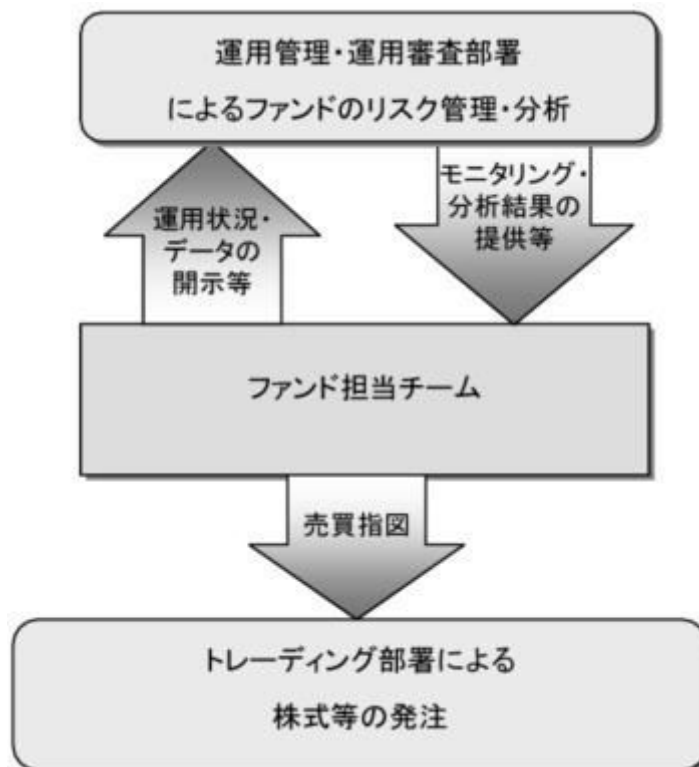 運用管理・運用審査部署
によるファンドのリスク管理・分析
運用状況・
データの
開示等
モニタリング・
分析結果の
提供等
ファンド担当チーム
売買指図
トレーディング部署による
株式等の発注